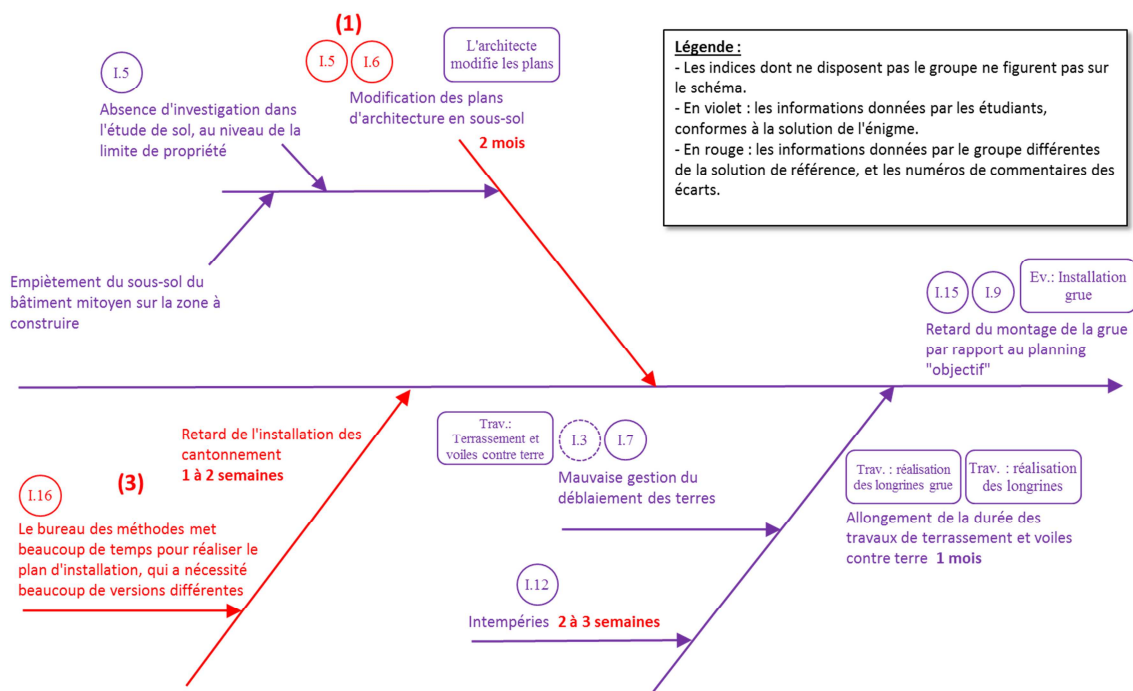 (1)
I.5
I.6
L'architecte
modifie les plans
I.5
Absence d'investigation dans
l'étude de sol, au niveau de la
limite de propriété
Modification des plans
d'architecture en sous-sol
2 mois
Légende :
- Les indices dont ne disposent pas le groupe ne figurent pas sur
le schéma.
- En violet : les informations données par les étudiants,
conformes à la solution de l'énigme.
- En rouge : les informations données par le groupe différentes
de la solution de référence, et les numéros de commentaires des
écarts.
Empiètement du sous-sol du
bâtiment mitoyen sur la zone à
construire
I.15
I.9
Ev.: Installation
grue
Retard du montage de la grue
par rapport au planning
"objectif"
Retard de l'installation des
cantonnement
1 à 2 semaines
Trav.:
Terrassement et
voiles contre terre
I.3
I.7
Mauvaise gestion du
déblaiement des terres
Trav. : réalisation
des longrines grue
Trav. : réalisation
des longrines
Allongement de la durée des
travaux de terrassement et voiles
contre terre 1 mois
(3)
I.16
Le bureau des méthodes met
beaucoup de temps pour réaliser le
plan d'installation, qui a nécessité
beaucoup de versions différentes
I.12
Intempéries 2 à 3 semaines